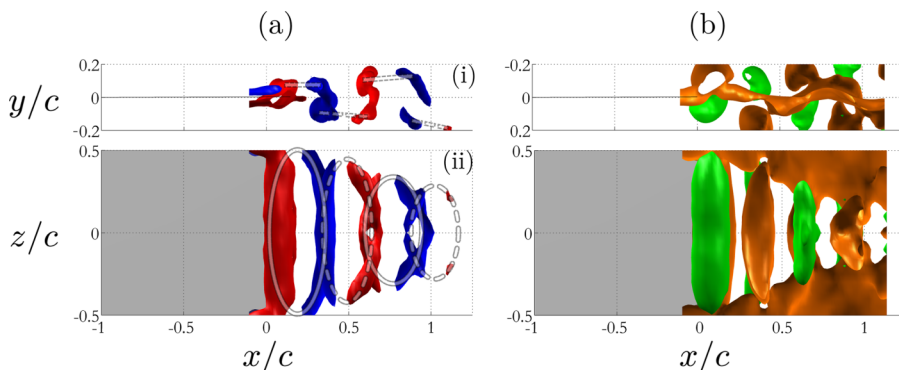 (a) (b)
0.2 (i) -0.2
y/c 0 y/c 0
-0.2 0.2
0.5 (ii) 0.5
z/c 0 z/c 0
-0.5 -0.5
-1 -0.5 0 0.5 1 -1 -0.5 0 0.5 1
x/c x/c